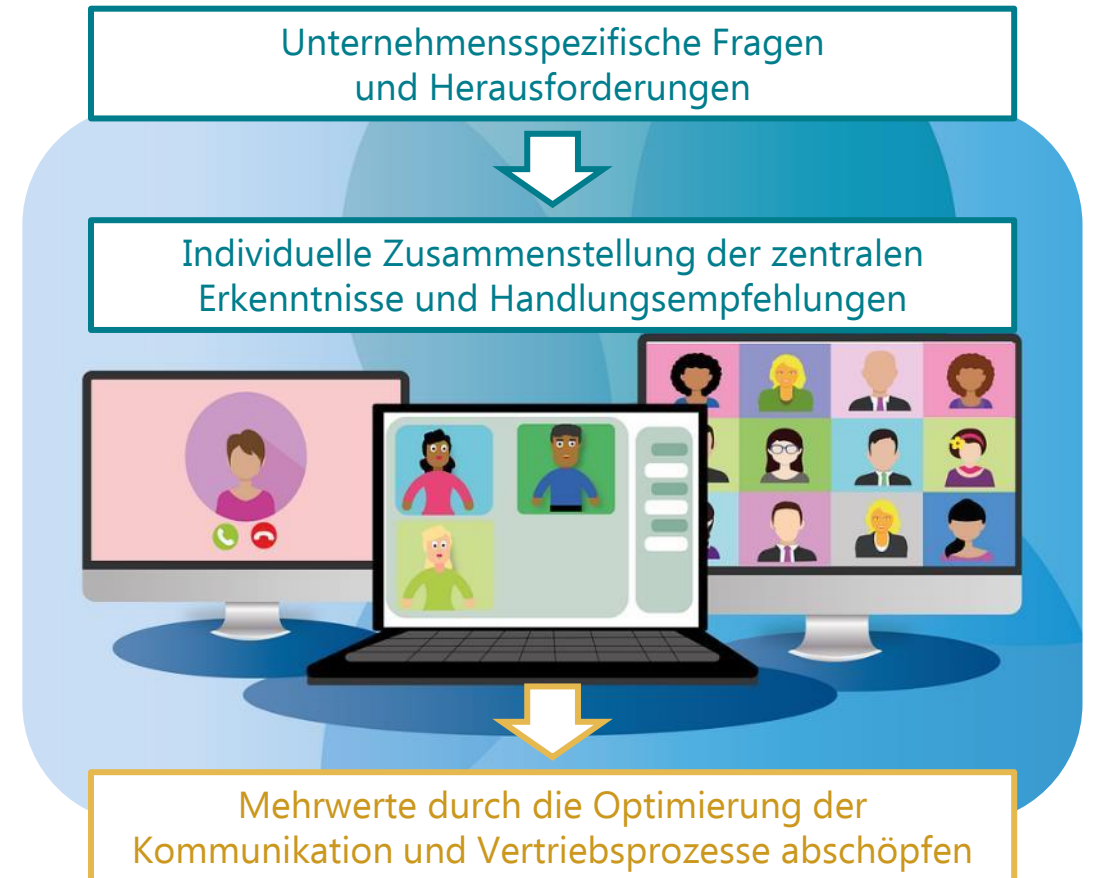 Unternehmensspezifische Fragen
und Herausforderungen
Individuelle Zusammenstellung der zentralen
Erkenntnisse und Handlungsempfehlungen
Mehrwerte durch die Optimierung der
Kommunikation und Vertriebsprozesse abschöpfen